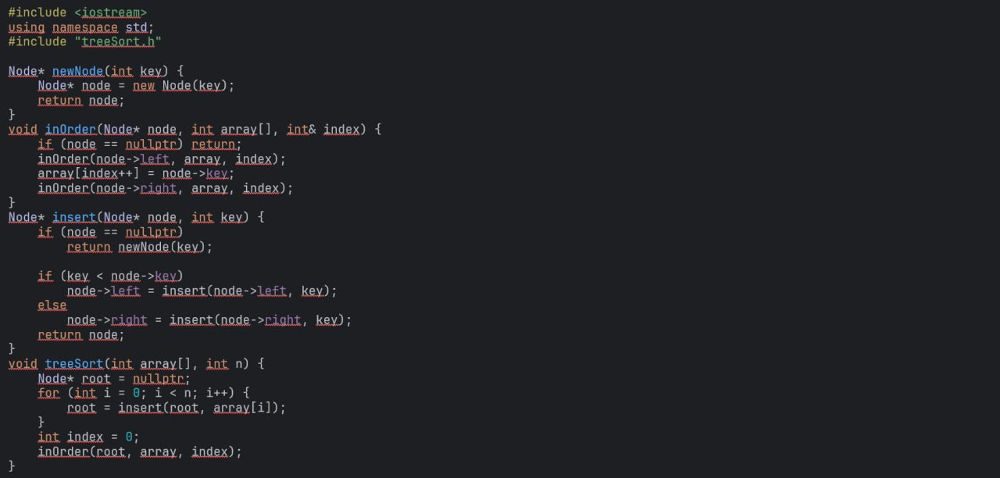 #include <iostream>
using namespace std;
#include "treeSort.h"

Node* newNode(int key) {
    Node* node = new Node(key);
    return node;
}
void inOrder(Node* node, int array[], int& index) {
    if (node == nullptr) return;
    inOrder(node->left, array, index);
    array[index++] = node->key;
    inOrder(node->right, array, index);
}
Node* insert(Node* node, int key) {
    if (node == nullptr)
        return newNode(key);

    if (key < node->key)
        node->left = insert(node->left, key);
    else
        node->right = insert(node->right, key);
    return node;
}
void treeSort(int array[], int n) {
    Node* root = nullptr;
    for (int i = 0; i < n; i++) {
        root = insert(root, array[i]);
    }
    int index = 0;
    inOrder(root, array, index);
}